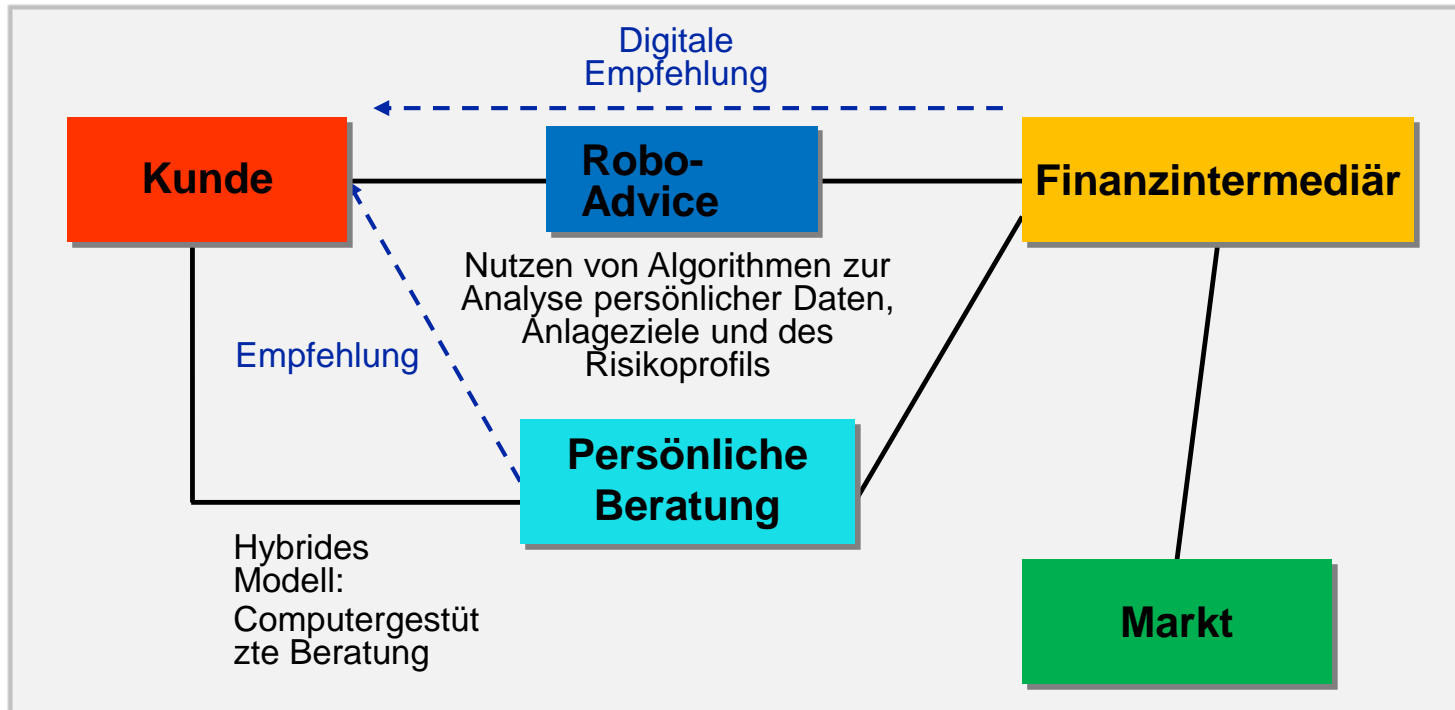 Digitale
Empfehlung
Kunde
Robo-
Advice
Finanzintermediär
Nutzen von Algorithmen zur
Analyse persönlicher Daten,
Anlageziele und des
Risikoprofils
Empfehlung
Persönliche
Beratung
Hybrides
Modell:
Computergestüt
zte Beratung
Markt